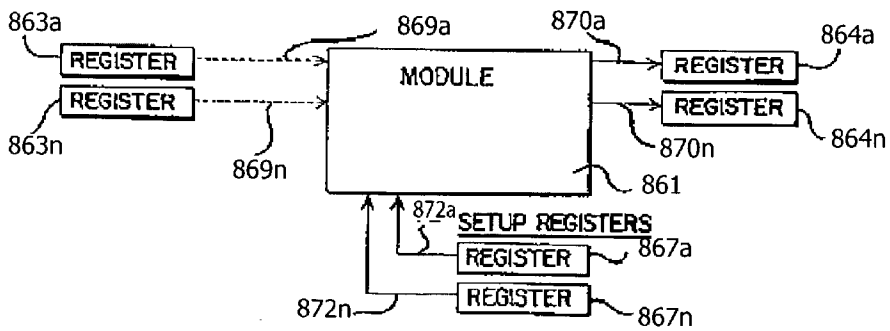 863a
869a
870a
864a
REGISTER
MODULE
REGISTER
REGISTER
REGISTER
863n
869n
870n
864n
861
872a
SETUP REGISTERS
REGISTER
867a
872n
REGISTER
867n